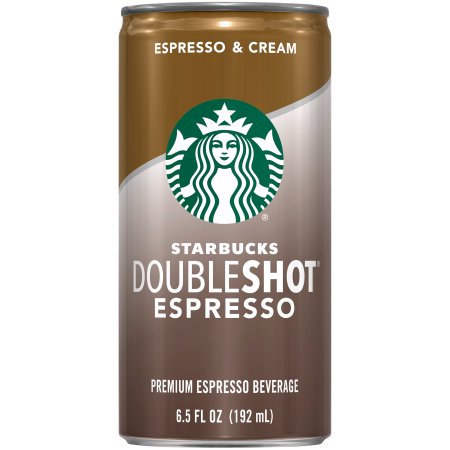 ESPRESSO & CREAM
®
STARBUCKS
DOUBLESHOT®
ESPRESSO
PREMIUM ESPRESSO BEVERAGE
6.5 FL OZ (192 mL)